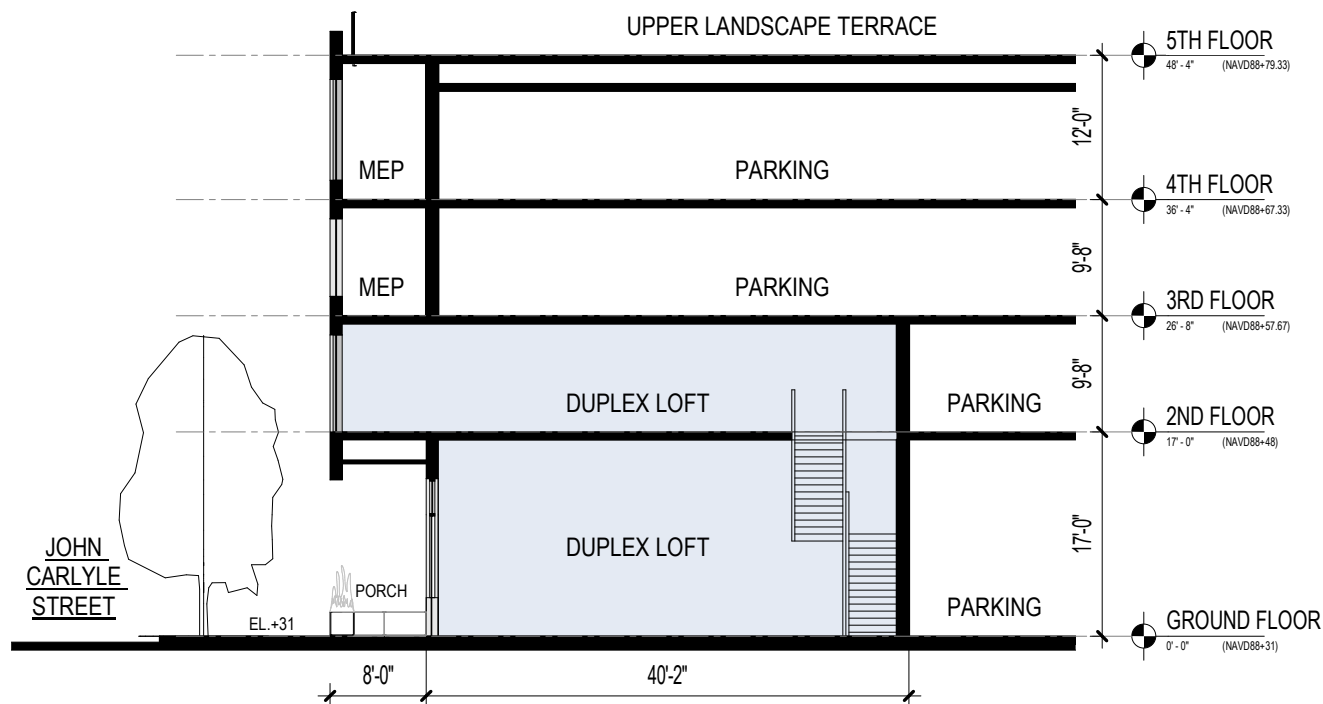 UPPER LANDSCAPE TERRACE
5TH FLOOR
48' - 4" (NAVD88+79.33)
12'-0"
MEP
PARKING
4TH FLOOR
36' - 4" (NAVD88+67.33)
9'-8"
MEP
PARKING
3RD FLOOR
26' - 8" (NAVD88+57.67)
9'-8"
DUPLEX LOFT
PARKING
2ND FLOOR
17' - 0" (NAVD88+48)
17'-0"
DUPLEX LOFT
JOHN
CARLYLE
STREET
PORCH
EL.+31
PARKING
GROUND FLOOR
0' - 0" (NAVD88+31)
8'-0"
40'-2"